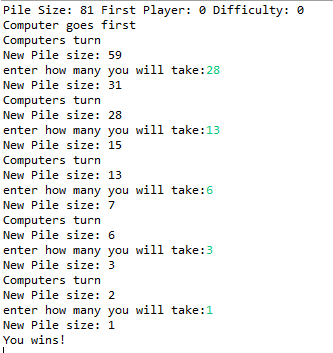 Pile Size: 81 First Player: 0 Difficulty: 0
Computer goes first
Computers turn
New Pile size: 59
enter how many you will take:28
New Pile size: 31
Computers turn
New Pile size: 28
enter how many you will take:13
New Pile size: 15
Computers turn
New Pile size: 13
enter how many you will take:6
New Pile size: 7
Computers turn
New Pile size: 6
enter how many you will take:3
New Pile size: 3
Computers turn
New Pile size: 2
enter how many you will take:1
New Pile size: 1
You wins!